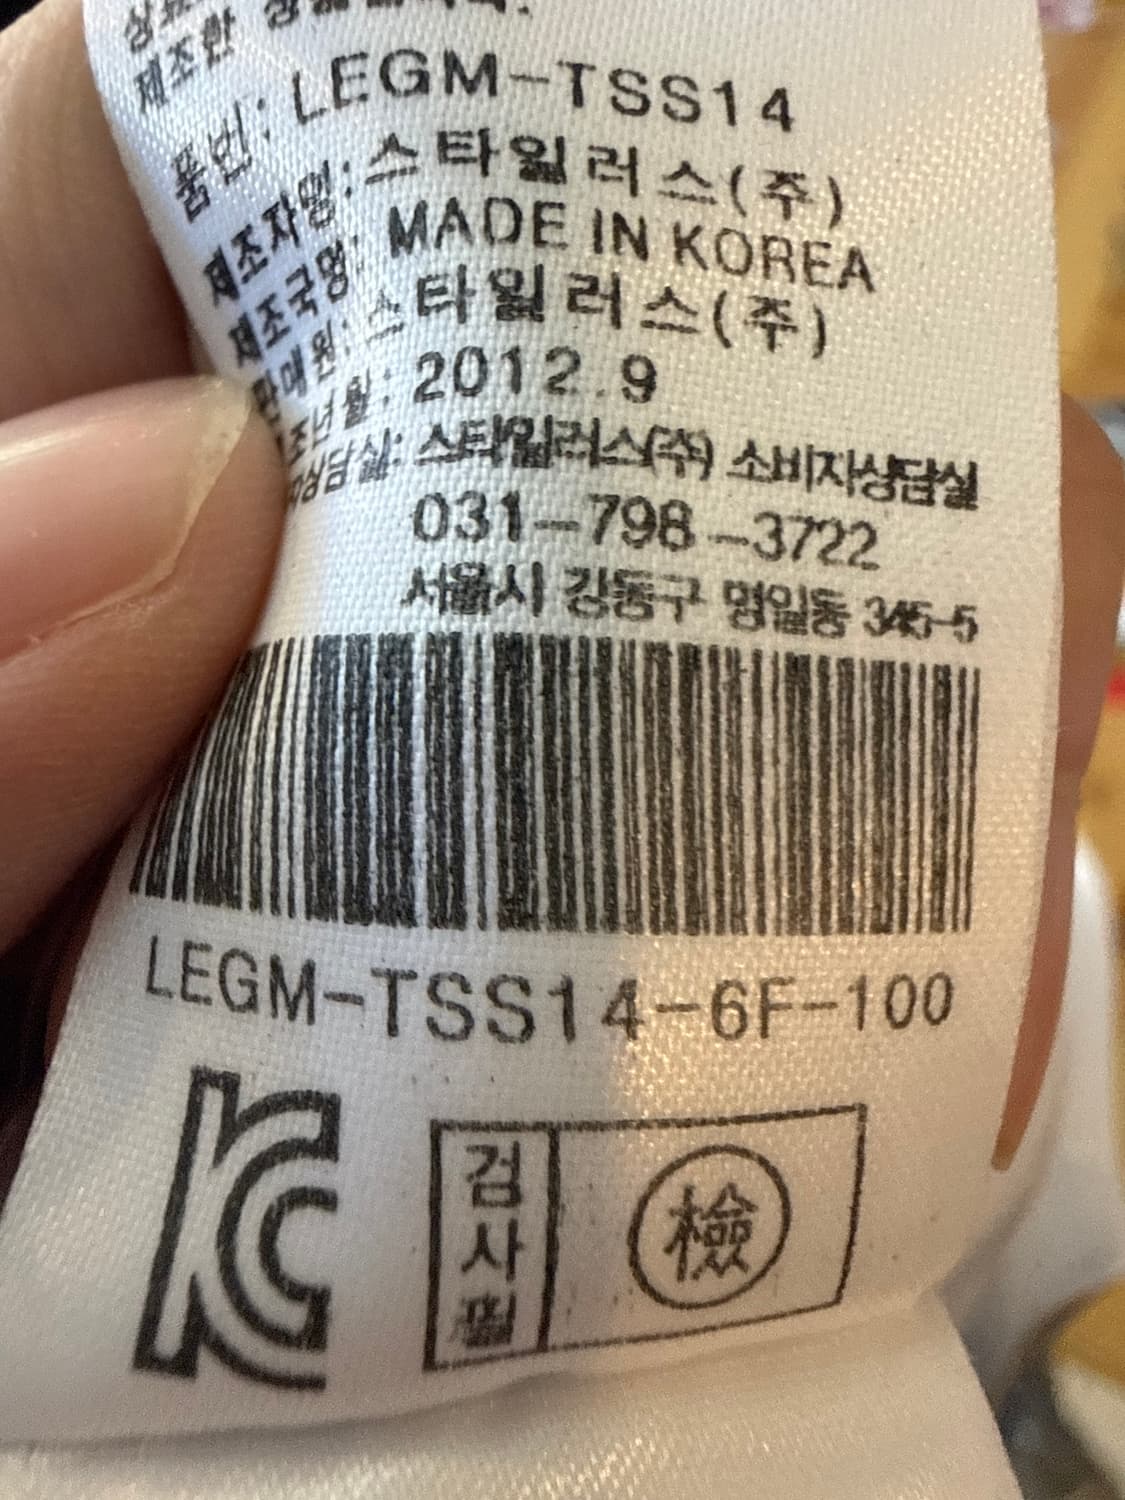 제조한
품번: LEGM-TSS14
제조자명: 스타일러스(주)
제조국명: MADE IN KOREA
판매원: 스타일러스(주)
조년월: 2012.9
상담실: 스타일러스(주) 소비자상담실
031-798-3722
서울시 강동구 명일동 345-5
LEGM-TSS14-6F-100
KC
검사필
檢